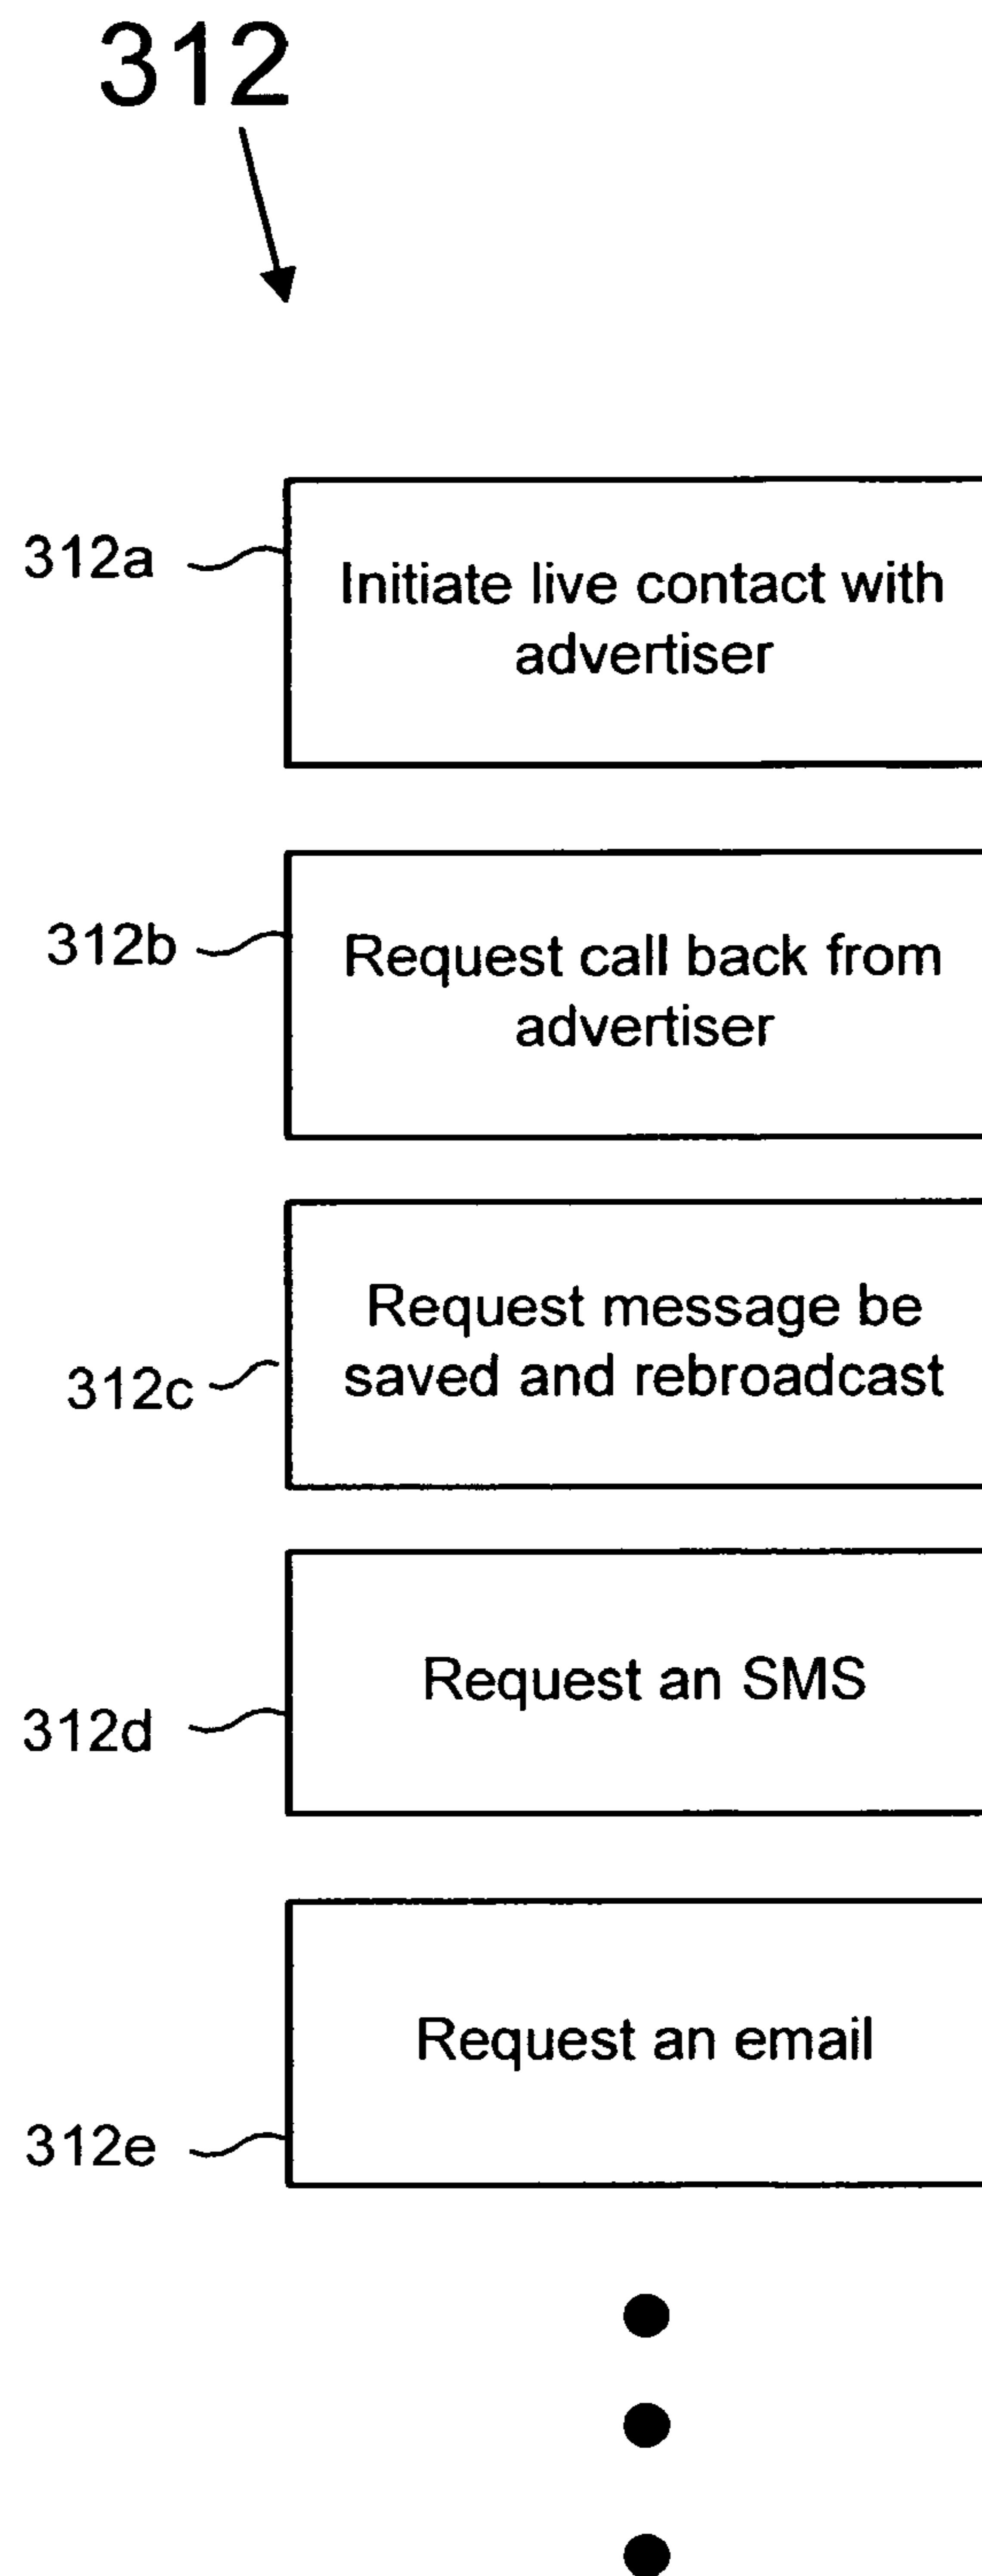 312
312a
Initiate live contact with
advertiser
312b
Request call back from
advertiser
312c
Request message be
saved and rebroadcast
312d
Request an SMS
312e
Request an email